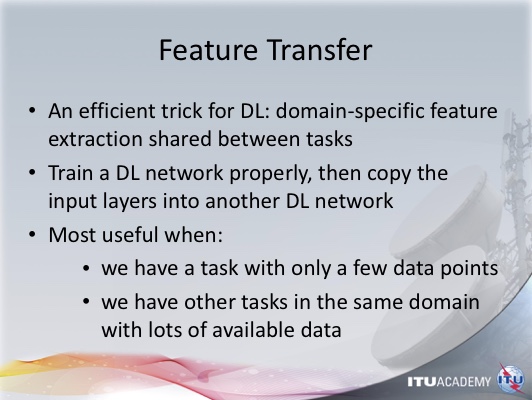 Feature Transfer
• An efficient trick for DL: domain-specific feature
extraction shared between tasks
• Train a DL network properly, then copy the
input layers into another DL network
• Most useful when:
• we have a task with only a few data points
• we have other tasks in the same domain
with lots of available data
ITUACADEMY ITU